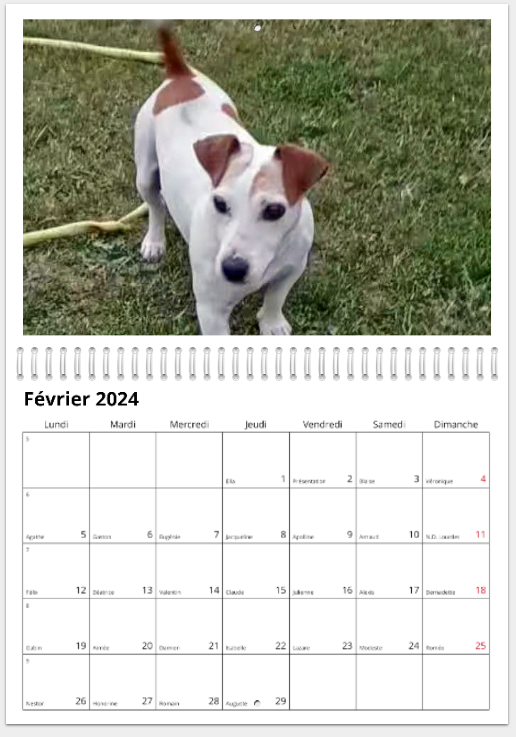 Février 2024
Lundi Mardi Mercredi Jeudi Vendredi Samedi Dimanche
5
Ella 1 Présentation 2 Blaise 3 Véronique 4
6
Agathe 5 Gaston 6 Eugénie 7 Jacqueline 8 Apolline 9 Arnaud 10 N.D. Lourdes 11
7
Félix 12 Béatrice 13 Valentin 14 Claude 15 Julienne 16 Alexis 17 Bernadette 18
8
Gabin 19 Aimée 20 Damien 21 Isabelle 22 Lazare 23 Modeste 24 Roméo 25
9
Nestor 26 Honorine 27 Romain 28 Auguste 29